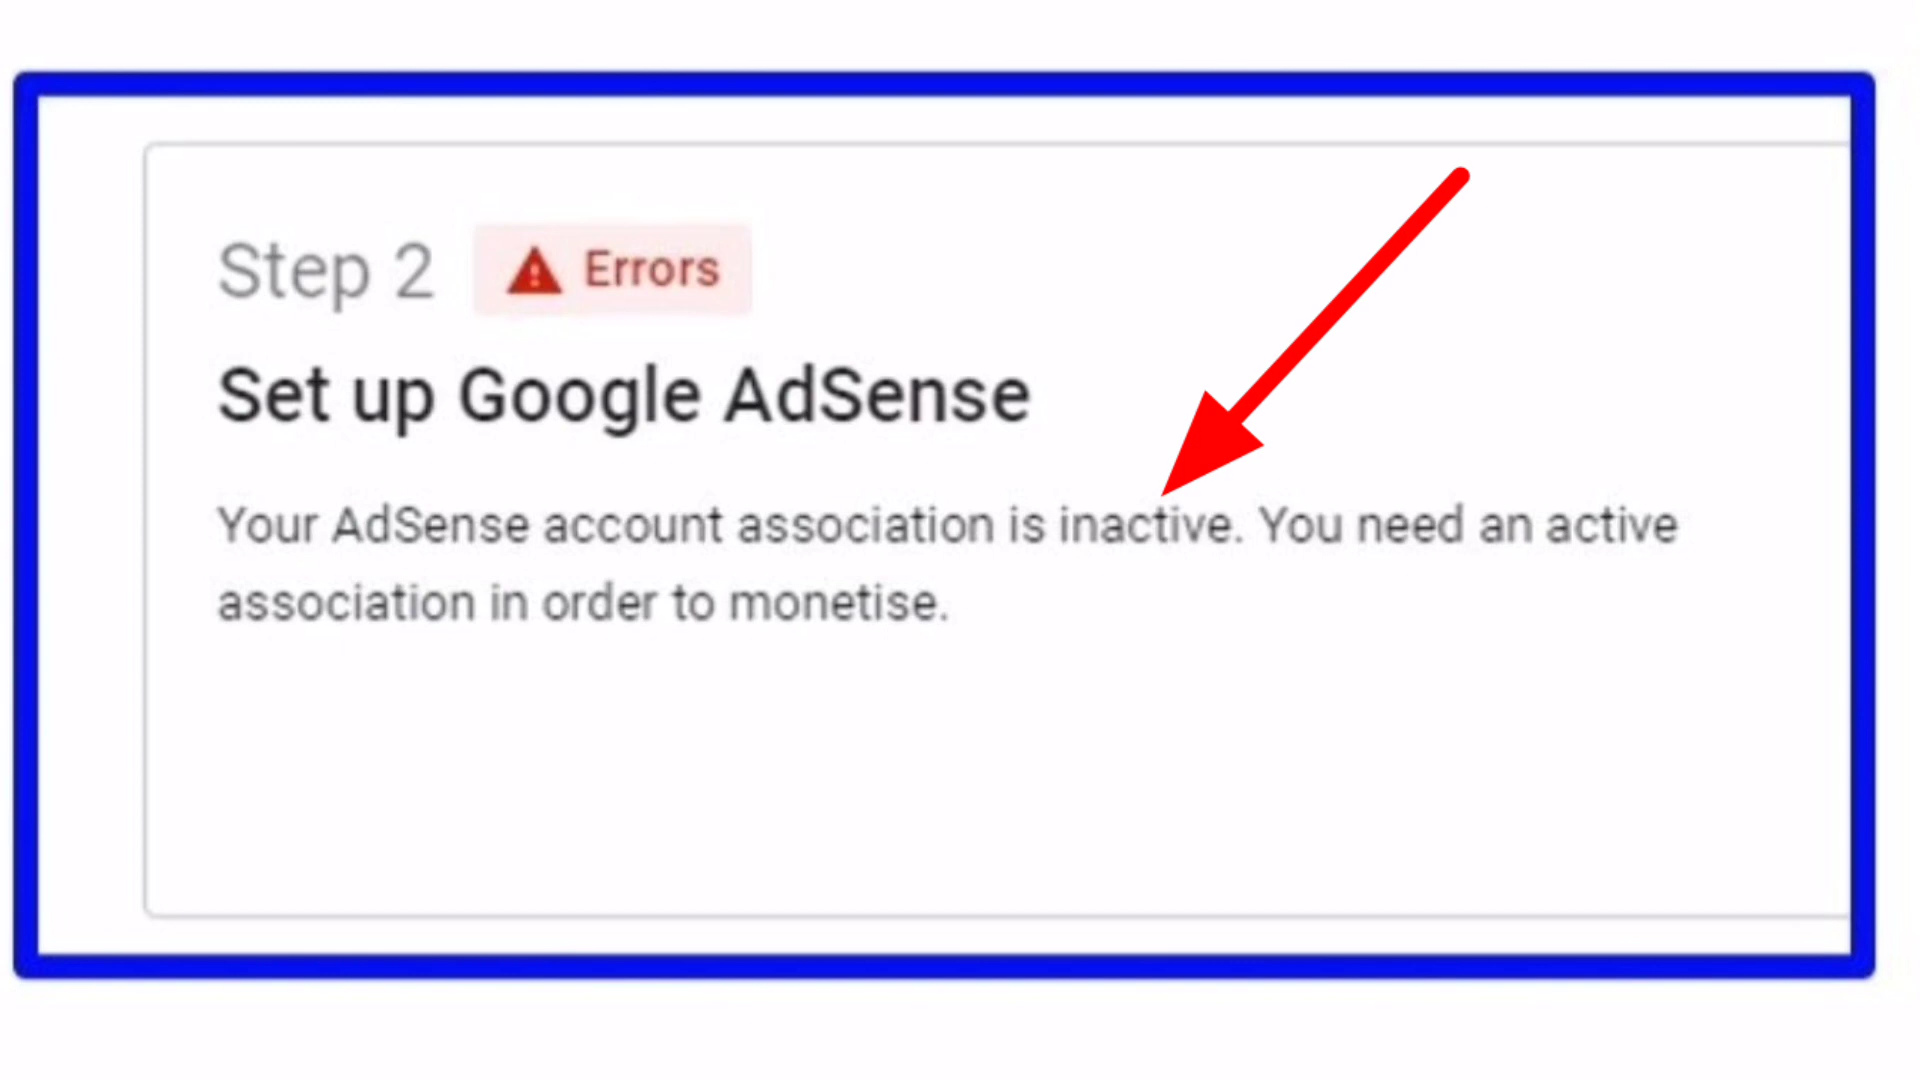 Step 2 Errors
Set up Google AdSense
Your AdSense account association is inactive. You need an active
association in order to monetise.